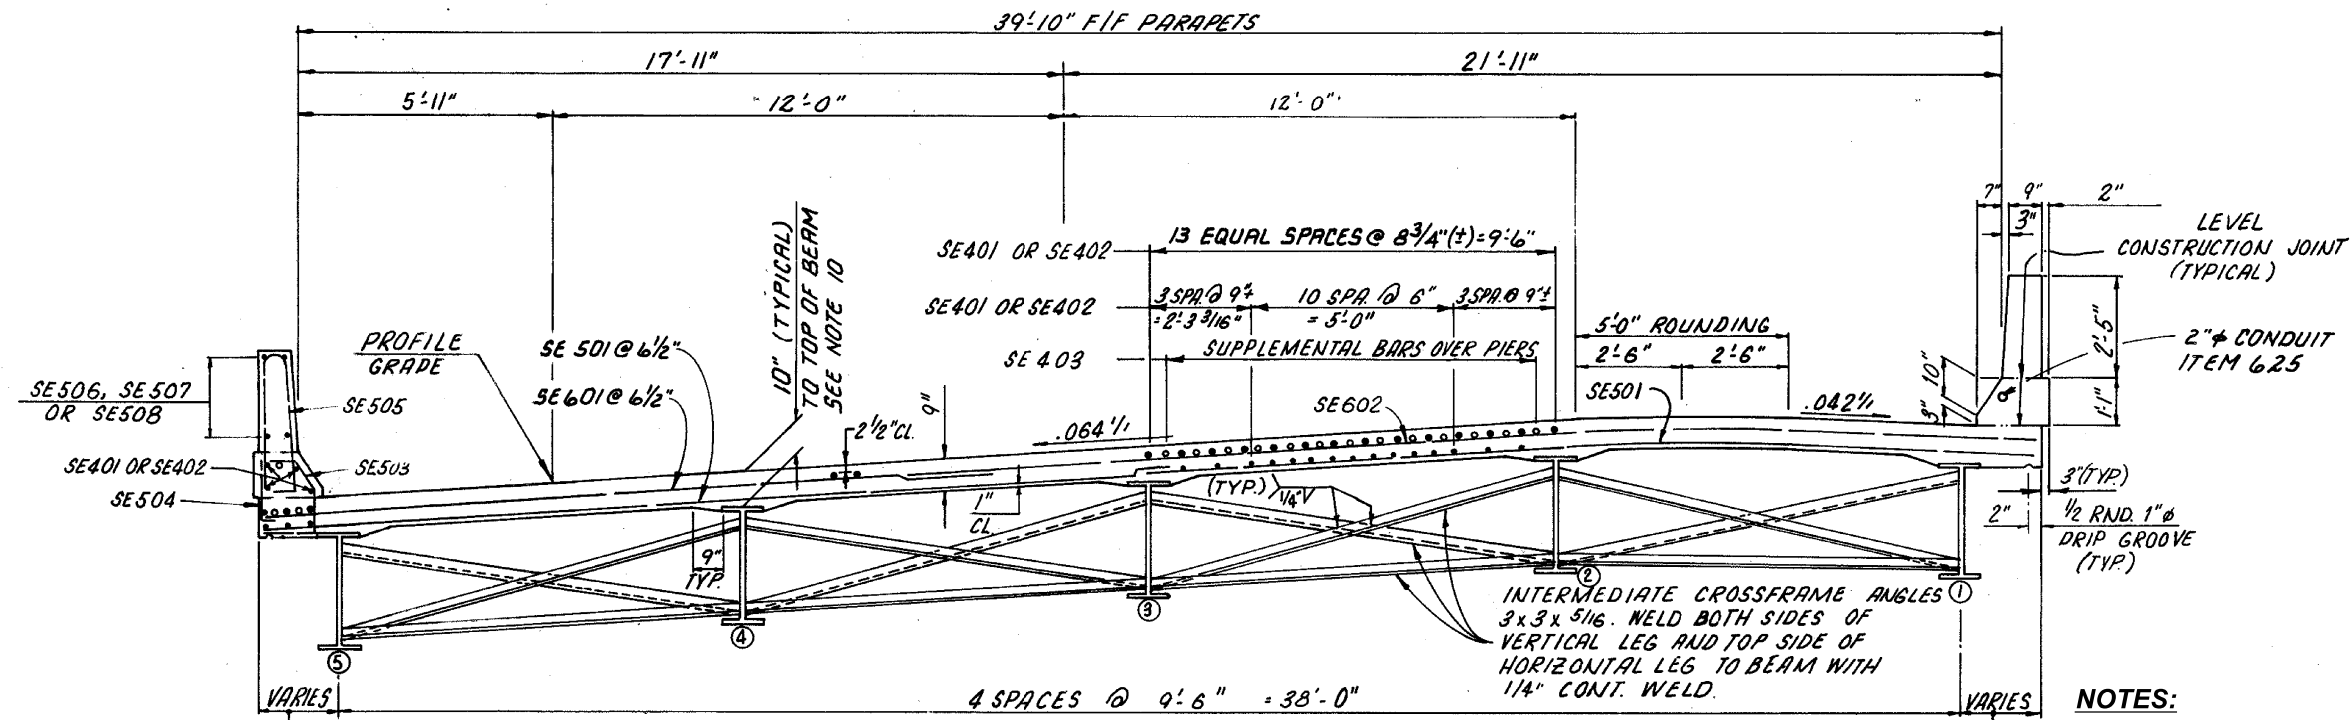 39'-10" F/F PARAPETS
17'-11"
21'-11"
5'-11"
12'-0"
12'-0"
7"
9"
2"
3"
LEVEL
CONSTRUCTION JOINT
(TYPICAL)
10" (TYPICAL)
TO TOP OF BEAM
SEE NOTE 10
SE401 OR SE402
13 EQUAL SPACES @ 8 3/4"(±)=9'-6"
SE401 OR SE402
3 SPA. @ 9"±
= 2'-3 3/16"
10 SPA. @ 6"
= 5'-0"
3 SPA. @ 9"±
SE 403
SUPPLEMENTAL BARS OVER PIERS
5'-0" ROUNDING
2'-6"
2'-6"
2'-5"
2"φ CONDUIT
ITEM 625
10"
3"
1'-1"
PROFILE
GRADE
SE 501 @ 6 1/2"
SE 601 @ 6 1/2"
SE506, SE507
OR SE508
SE505
SE401 OR SE402
SE503
SE504
2 1/2" CL.
9"
.064'/1
SE602
SE501
.042'/1
1"
CL.
(TYP.)
1/4" V
9"
TYP.
3" (TYP.)
2"
1/2 RND. 1"φ
DRIP GROOVE
(TYP.)
5
4
3
2
1
INTERMEDIATE CROSSFRAME ANGLES
3 x 3 x 5/16. WELD BOTH SIDES OF
VERTICAL LEG AND TOP SIDE OF
HORIZONTAL LEG TO BEAM WITH
1/4" CONT. WELD.
VARIES
4 SPACES @ 9'-6" = 38'-0"
VARIES
NOTES: